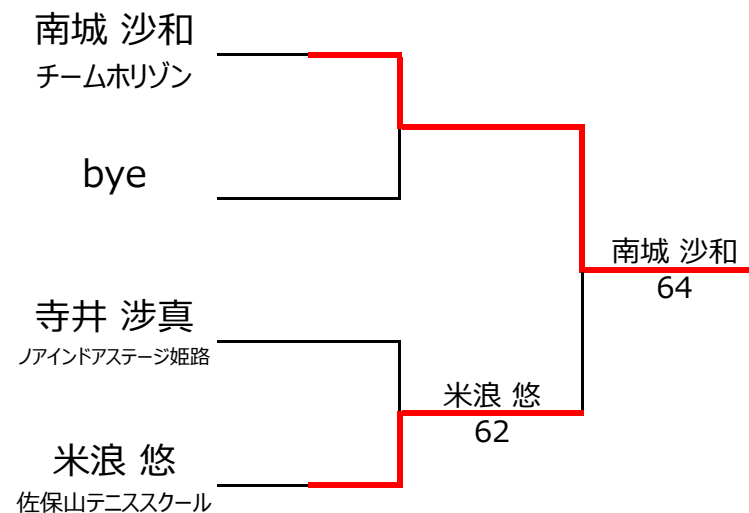 南城 沙和
チームホリゾン
bye
南城 沙和
64
寺井 渉真
ノアインドアステージ姫路
米浪 悠
62
米浪 悠
佐保山テニススクール